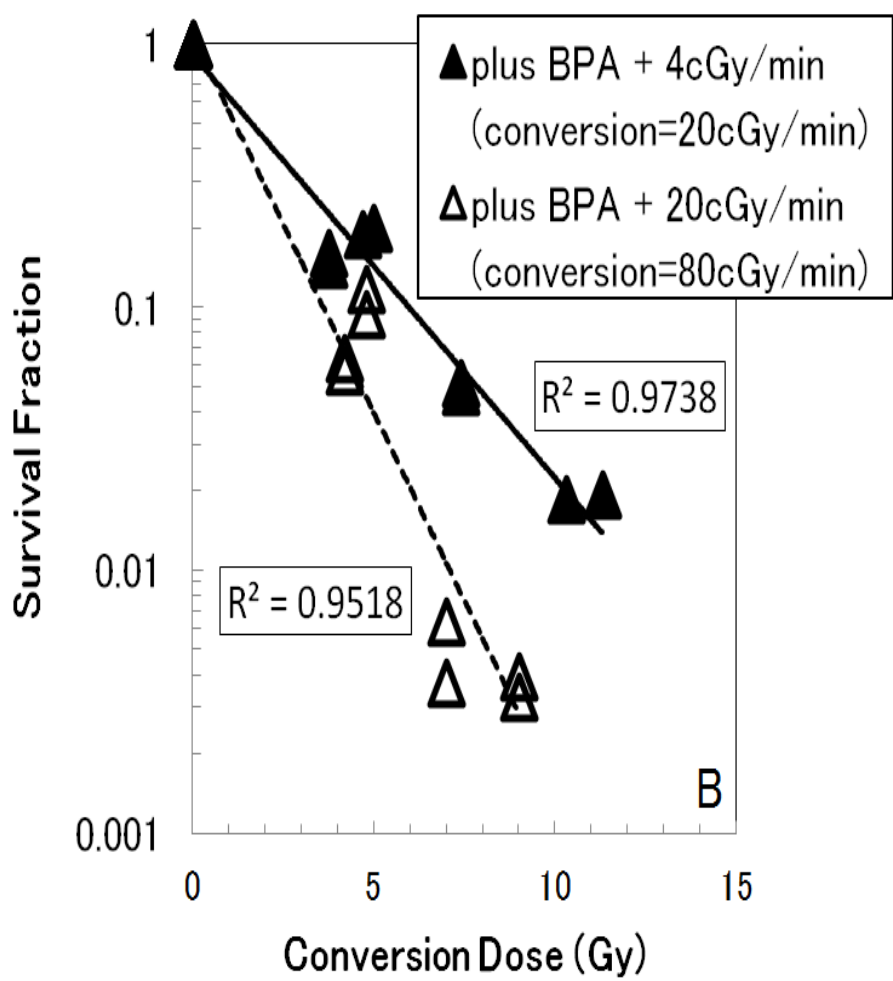 1
0.1
0.01
0.001
Survival Fraction
▲plus BPA + 4cGy/min
(conversion=20cGy/min)
△plus BPA + 20cGy/min
(conversion=80cGy/min)
R² = 0.9738
R² = 0.9518
B
0 5 10 15
Conversion Dose (Gy)